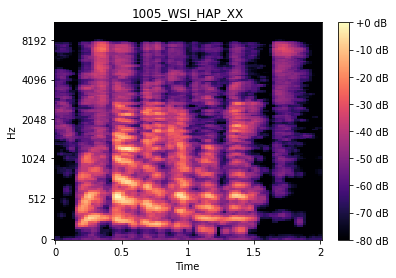 1005_WSI_HAP_XX
8192
4096
2048
1024
512
0
Hz
0
0.5
1
1.5
2
Time
+0 dB
-10 dB
-20 dB
-30 dB
-40 dB
-50 dB
-60 dB
-70 dB
-80 dB